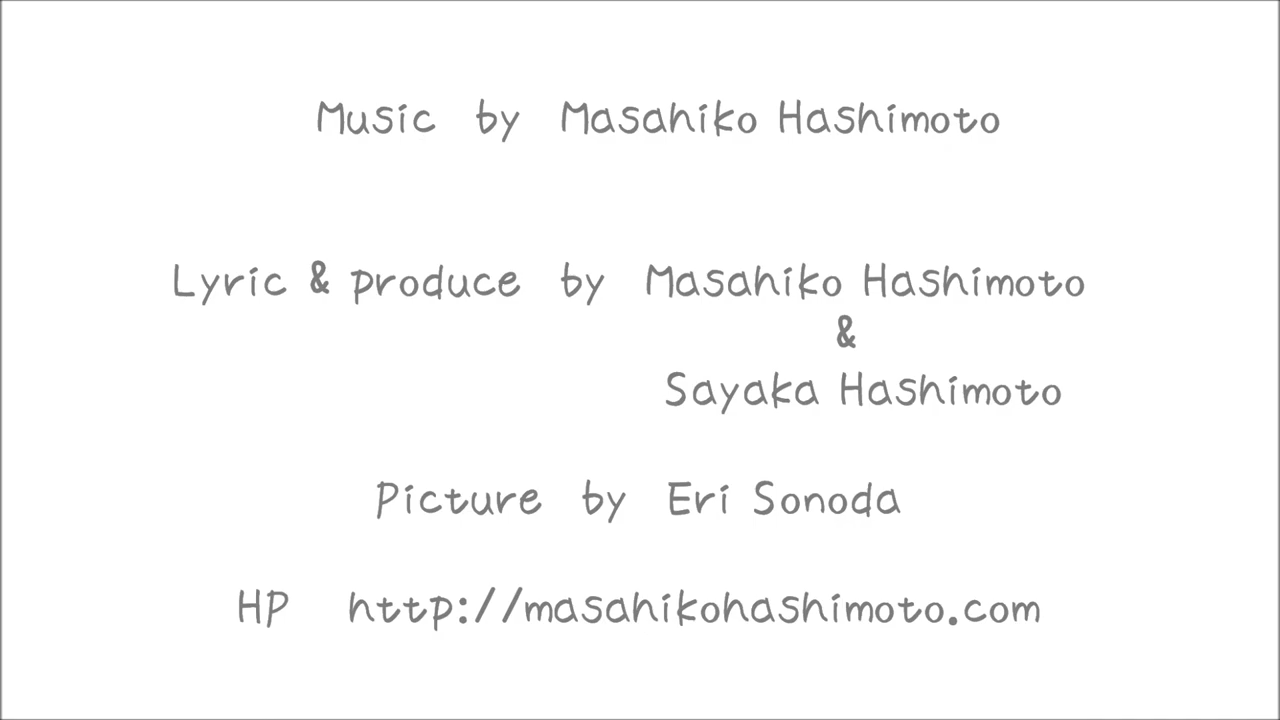 Music by Masahiko Hashimoto
Lyric & produce by Masahiko Hashimoto
&
Sayaka Hashimoto
Picture by Eri Sonoda
HP http://masahikohashimoto.com